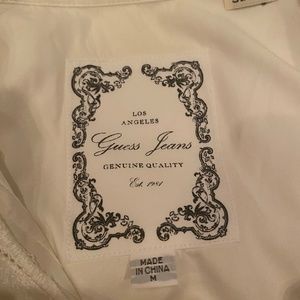 LOS
ANGELES
Guess Jeans
GENUINE QUALITY
Est. 1981
MADE
IN CHINA
M